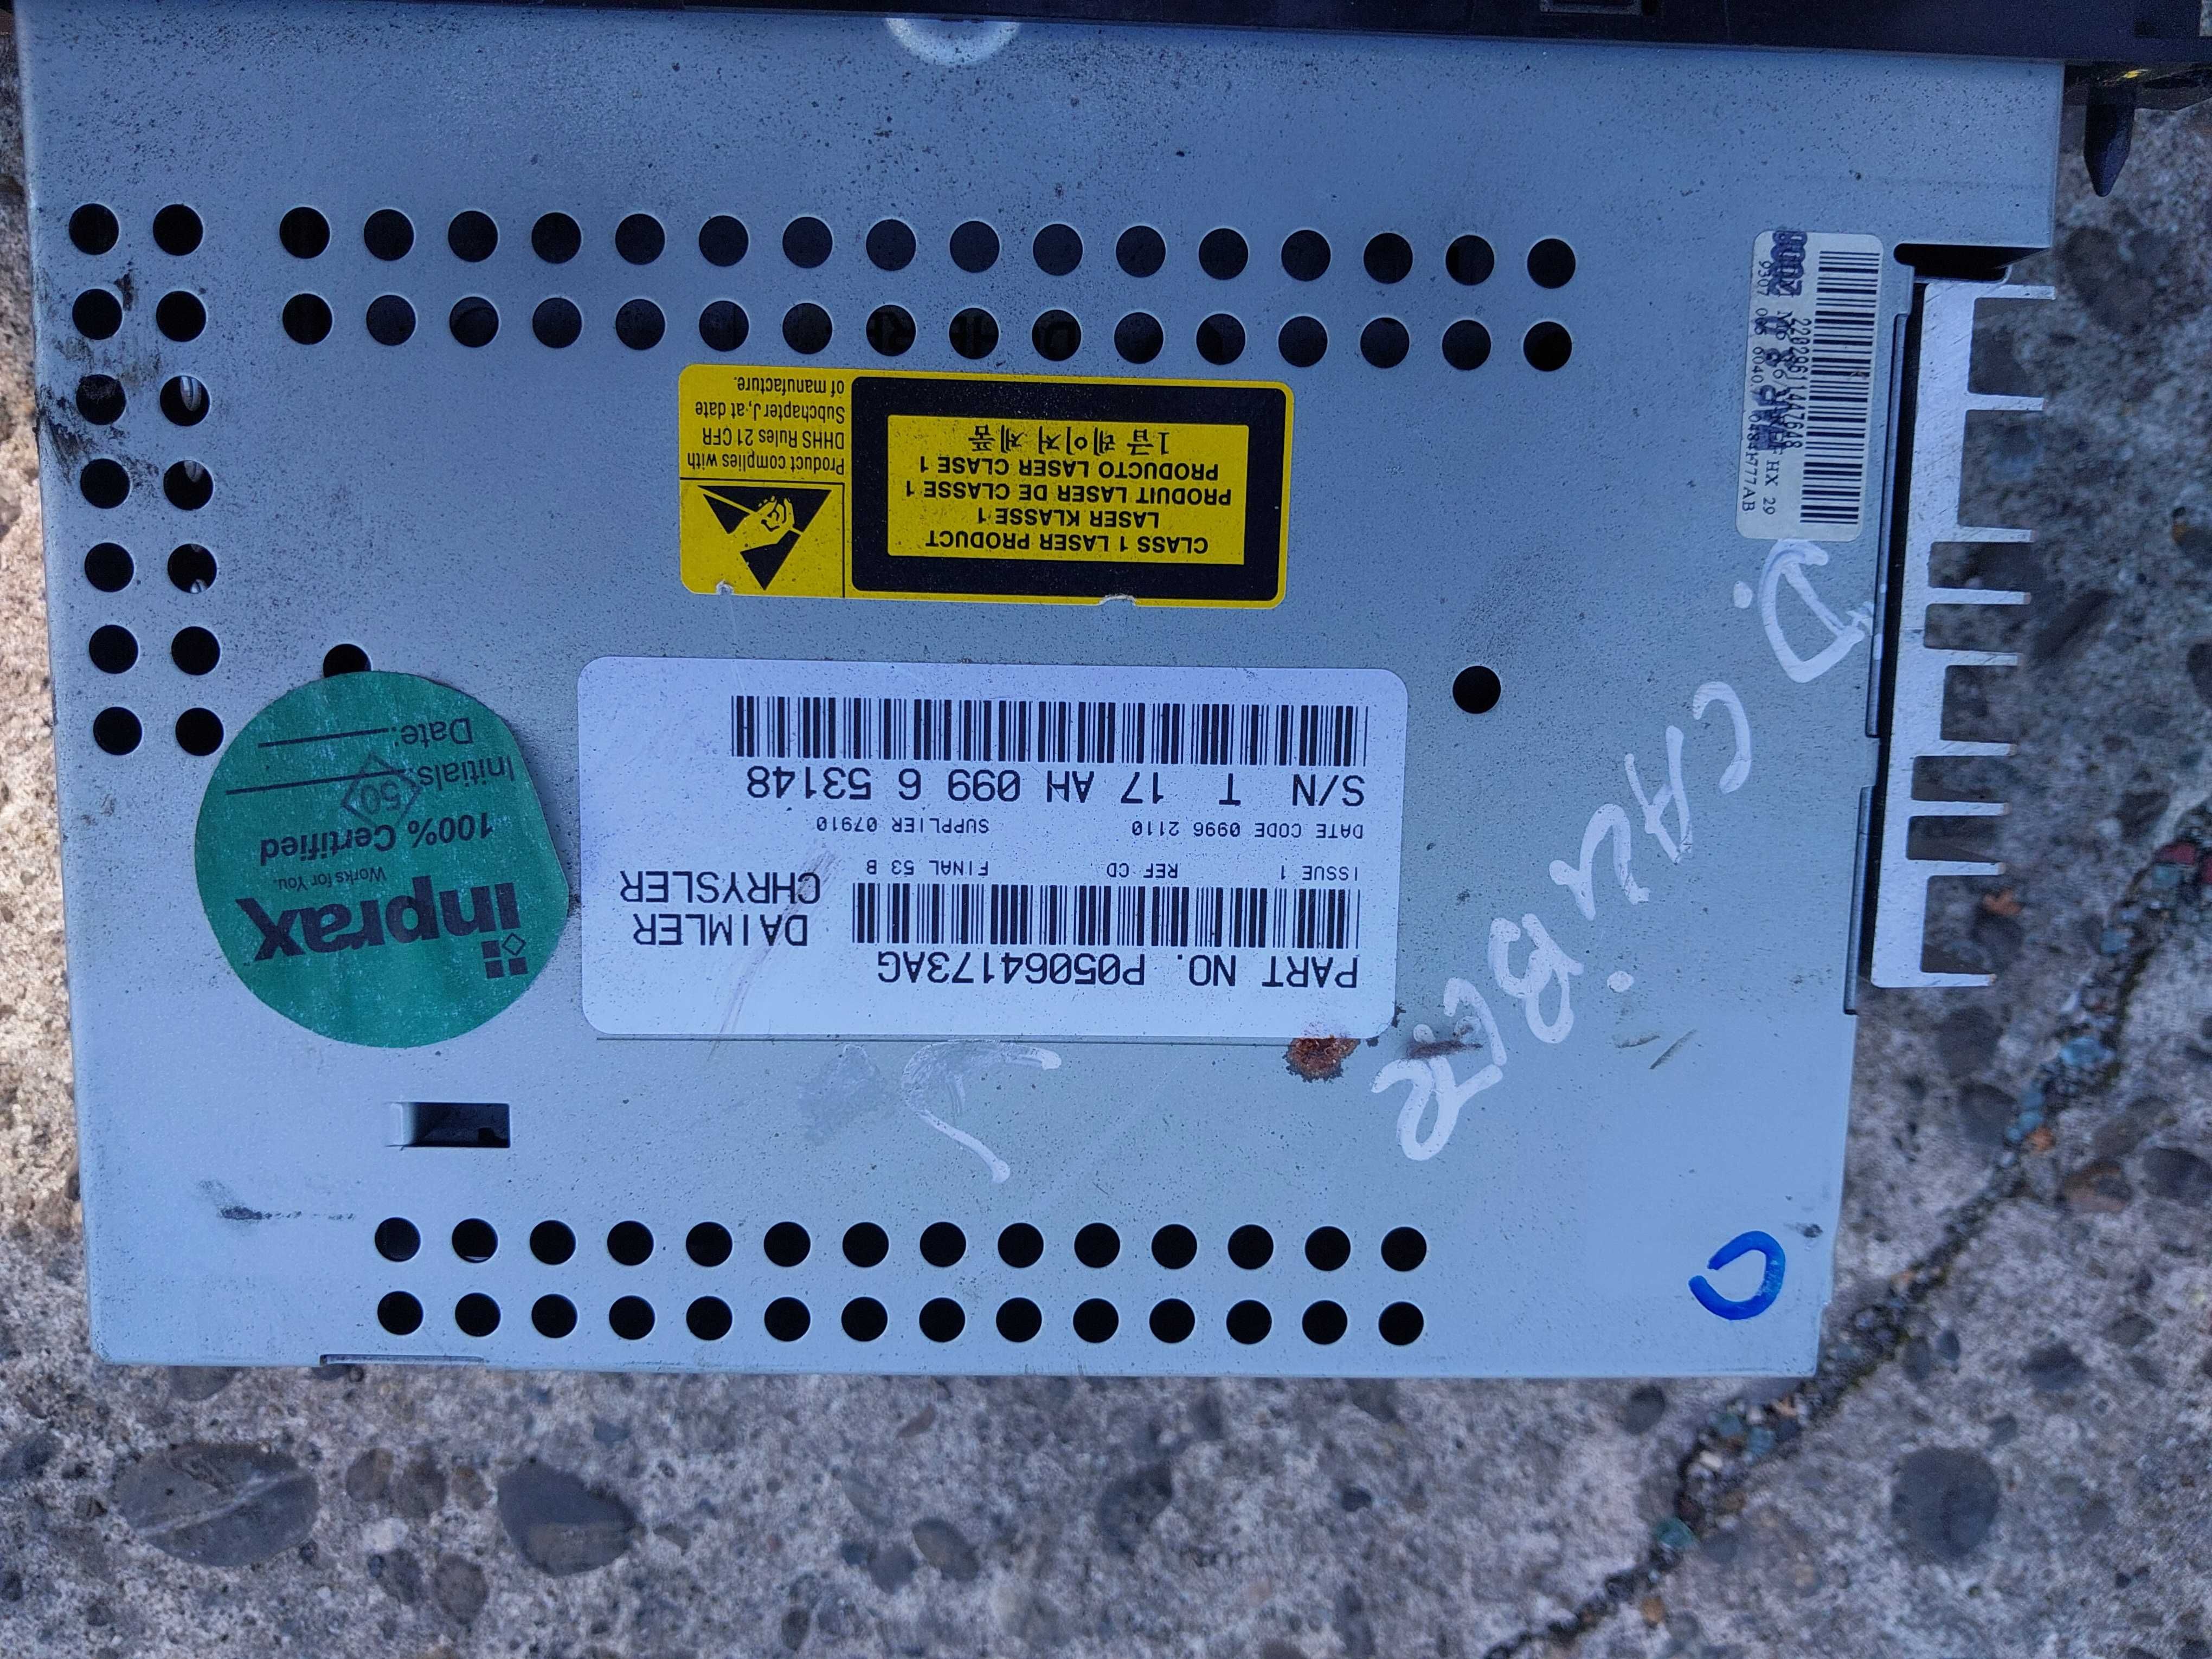 PART NO. P05064173AG
DAIMLER
CHRYSLER
ISSUE 1 REF CD. FINAL 53 B
DATE CODE 0996 2110 SUPPLIER 07910
S/N T 17 AH 099 6 53148
inprax
Works for You.
100% Certified
Initials:
50
Date:
CLASS 1 LASER PRODUCT
LASER KLASSE 1
PRODUIT LASER DE CLASSE 1
PRODUCTO LASER CLASE 1
1급 레이저 제품
Product complies with
DHHS Rules 21 CFR
Subchapter J, at date
of manufacture.
HX 29